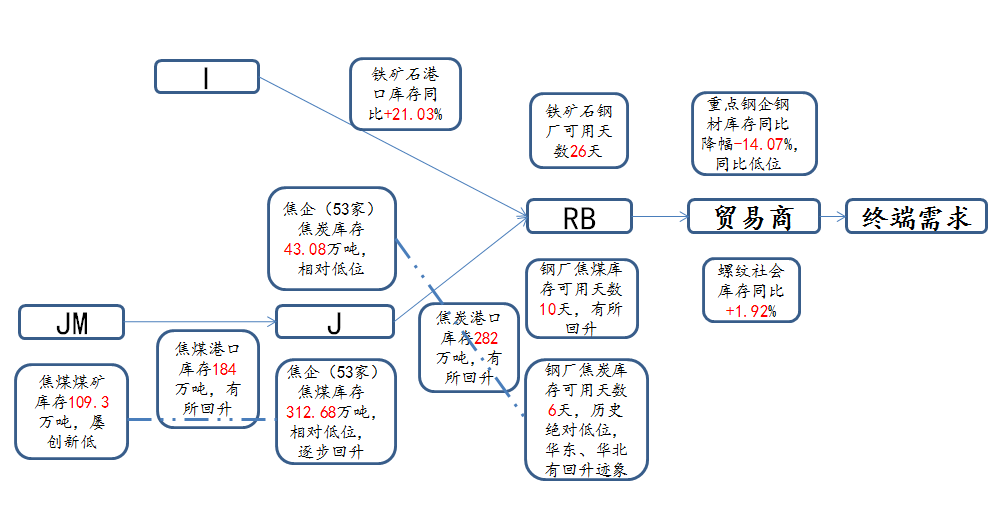 I
铁矿石港
口库存同
比+21.03%
铁矿石钢
厂可用天
数26天
重点钢企钢
材库存同比
降幅-14.07%,
同比低位
焦企（53家）
焦炭库存
43.08万吨,
相对低位
RB
贸易商
终端需求
钢厂焦煤库
存可用天数
10天，有所
回升
螺纹社会
库存同比
+1.92%
JM
J
焦炭港口
库存282
万吨，有
所回升
焦煤港口
库存184
万吨，有
所回升
焦煤煤矿
库存109.3
万吨，屡
创新低
焦企（53家）
焦煤库存
312.68万吨,
相对低位，
逐步回升
钢厂焦炭库
存可用天数
6天，历史
绝对低位，
华东、华北
有回升迹象